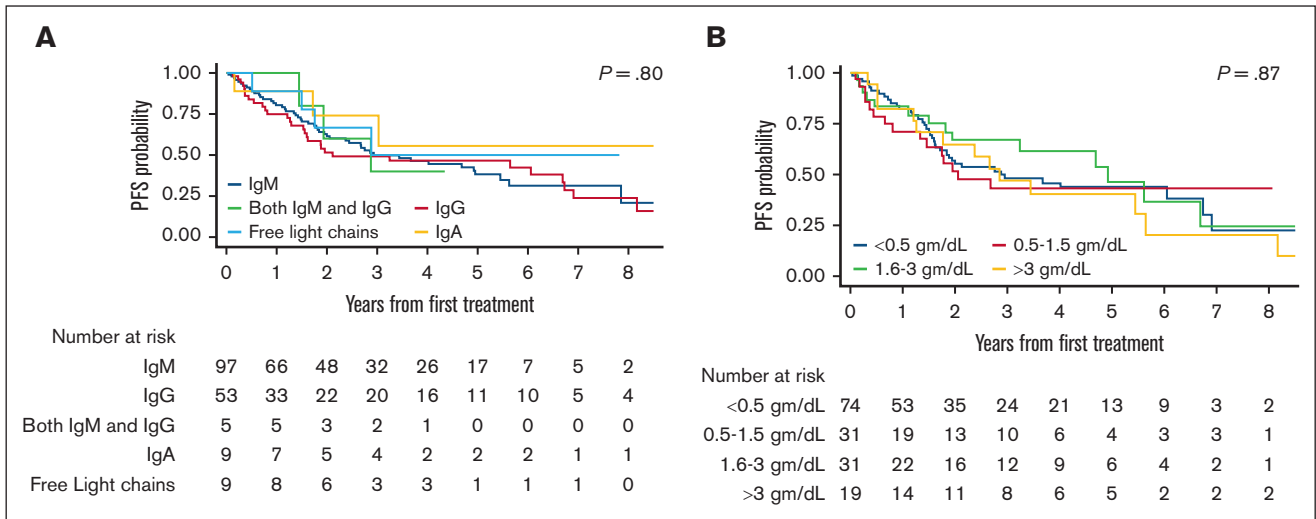 A
P = .80
PFS probability
1.00
0.75
0.50
0.25
0.00
IgM
Both IgM and IgG
IgG
Free light chains
IgA
0 1 2 3 4 5 6 7 8
Years from first treatment
Number at risk
IgM 97 66 48 32 26 17 7 5 2
IgG 53 33 22 20 16 11 10 5 4
Both IgM and IgG 5 5 3 2 1 0 0 0 0
IgA 9 7 5 4 2 2 2 1 1
Free Light chains 9 8 6 3 3 1 1 1 0
B
P = .87
PFS probability
1.00
0.75
0.50
0.25
0.00
<0.5 gm/dL
0.5-1.5 gm/dL
1.6-3 gm/dL
>3 gm/dL
0 1 2 3 4 5 6 7 8
Years from first treatment
Number at risk
<0.5 gm/dL 74 53 35 24 21 13 9 3 2
0.5-1.5 gm/dL 31 19 13 10 6 4 3 3 1
1.6-3 gm/dL 31 22 16 12 9 6 4 2 1
>3 gm/dL 19 14 11 8 6 5 2 2 2